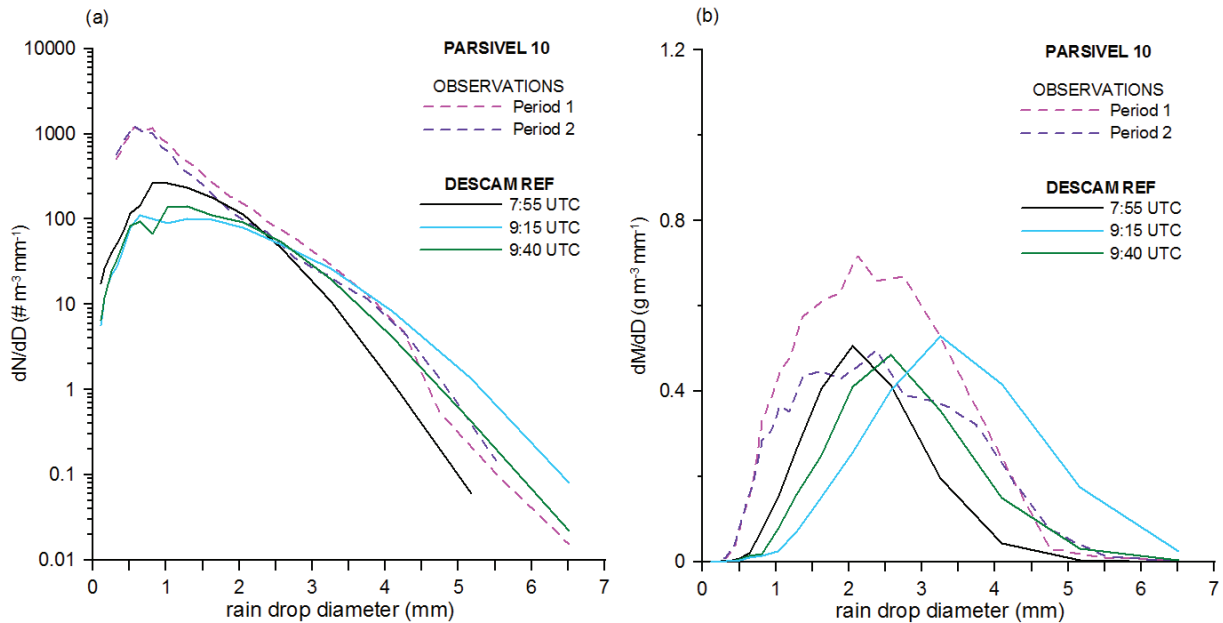 (a)
PARSIVEL 10
OBSERVATIONS
Period 1
Period 2
DESCAM REF
7:55 UTC
9:15 UTC
9:40 UTC
10000
1000
100
10
1
0.1
0.01
dN/dD (# m-3 mm-1)
0 1 2 3 4 5 6 7
rain drop diameter (mm)
(b)
PARSIVEL 10
OBSERVATIONS
Period 1
Period 2
DESCAM REF
7:55 UTC
9:15 UTC
9:40 UTC
1.2
0.8
0.4
0
dM/dD (g m-3 mm-1)
0 1 2 3 4 5 6 7
rain drop diameter (mm)